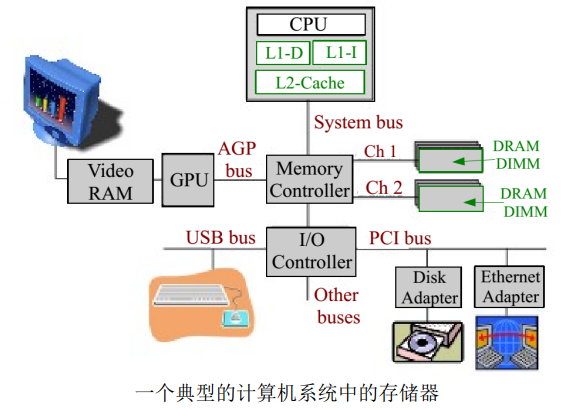 CPU
L1-D L1-I
L2-Cache
System bus
AGP
bus
Ch 1
DRAM
DIMM
Video
RAM
GPU
Memory
Controller
Ch 2
DRAM
DIMM
USB bus
I/O
Controller
PCI bus
Other
buses
Disk
Adapter
Ethernet
Adapter
一个典型的计算机系统中的存储器